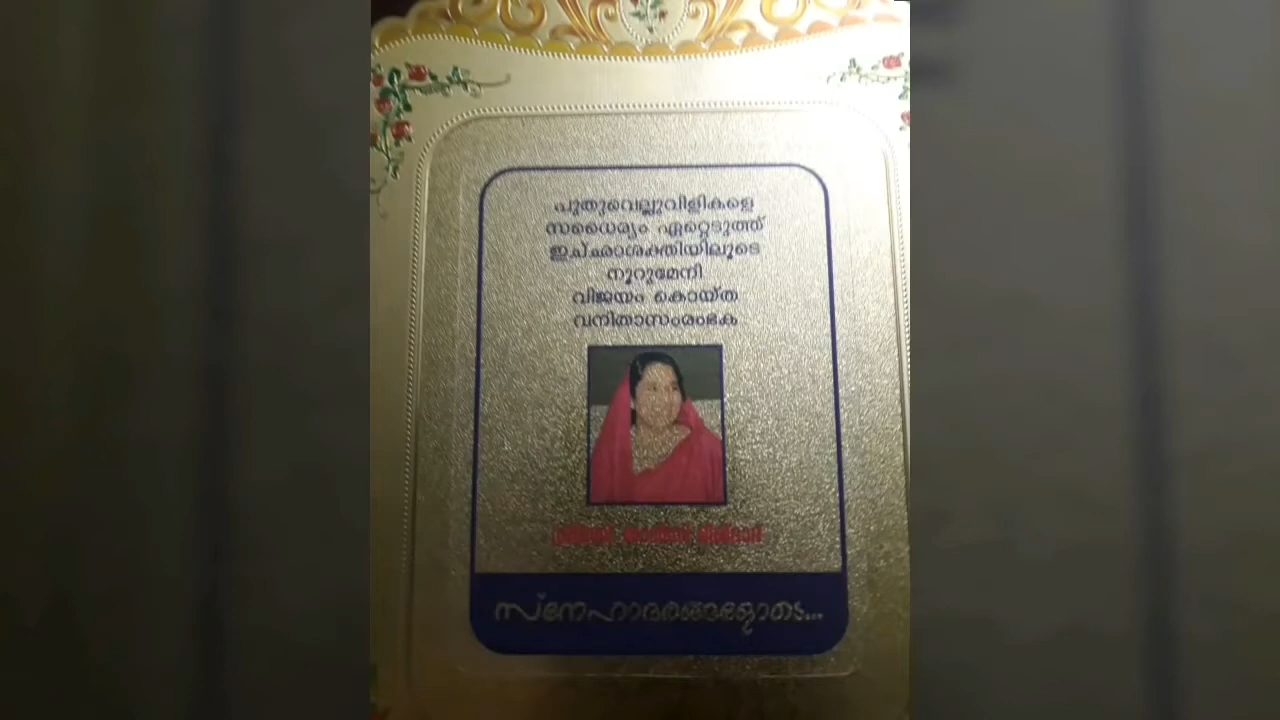 പുതുവെല്ലുവിളികളെ
സധൈര്യം ഏറ്റെടുത്ത്
ഇച്ഛാശക്തിയിലൂടെ
നൂറുമേനി
വിജയം കൊയ്ത
വനിതാസംരംഭക
സ്നേഹാദരങ്ങളോടെ...